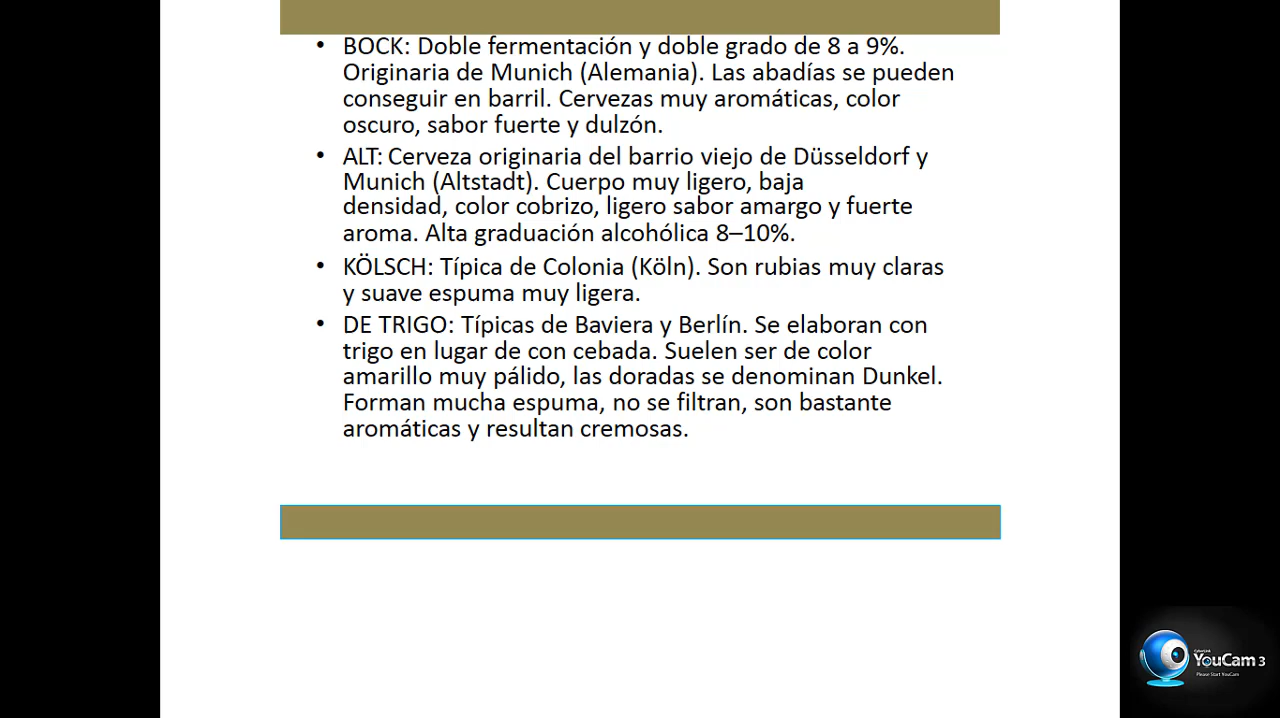 • BOCK: Doble fermentación y doble grado de 8 a 9%.
Originaria de Munich (Alemania). Las abadías se pueden
conseguir en barril. Cervezas muy aromáticas, color
oscuro, sabor fuerte y dulzón.
• ALT: Cerveza originaria del barrio viejo de Düsseldorf y
Munich (Altstadt). Cuerpo muy ligero, baja
densidad, color cobrizo, ligero sabor amargo y fuerte
aroma. Alta graduación alcohólica 8–10%.
• KÖLSCH: Típica de Colonia (Köln). Son rubias muy claras
y suave espuma muy ligera.
• DE TRIGO: Típicas de Baviera y Berlín. Se elaboran con
trigo en lugar de con cebada. Suelen ser de color
amarillo muy pálido, las doradas se denominan Dunkel.
Forman mucha espuma, no se filtran, son bastante
aromáticas y resultan cremosas.
CyberLink
YouCam 3
Please Start YouCam